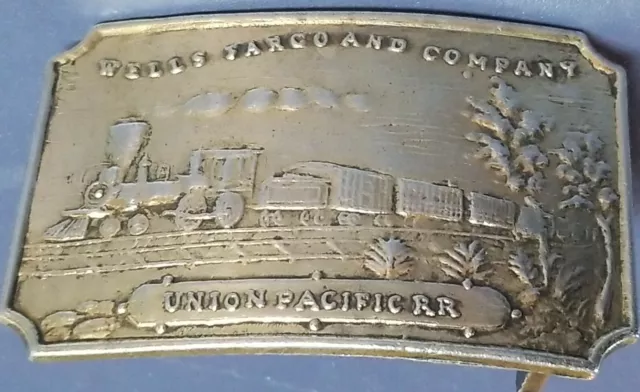 WELLS FARGO AND COMPANY
UNION PACIFIC RR